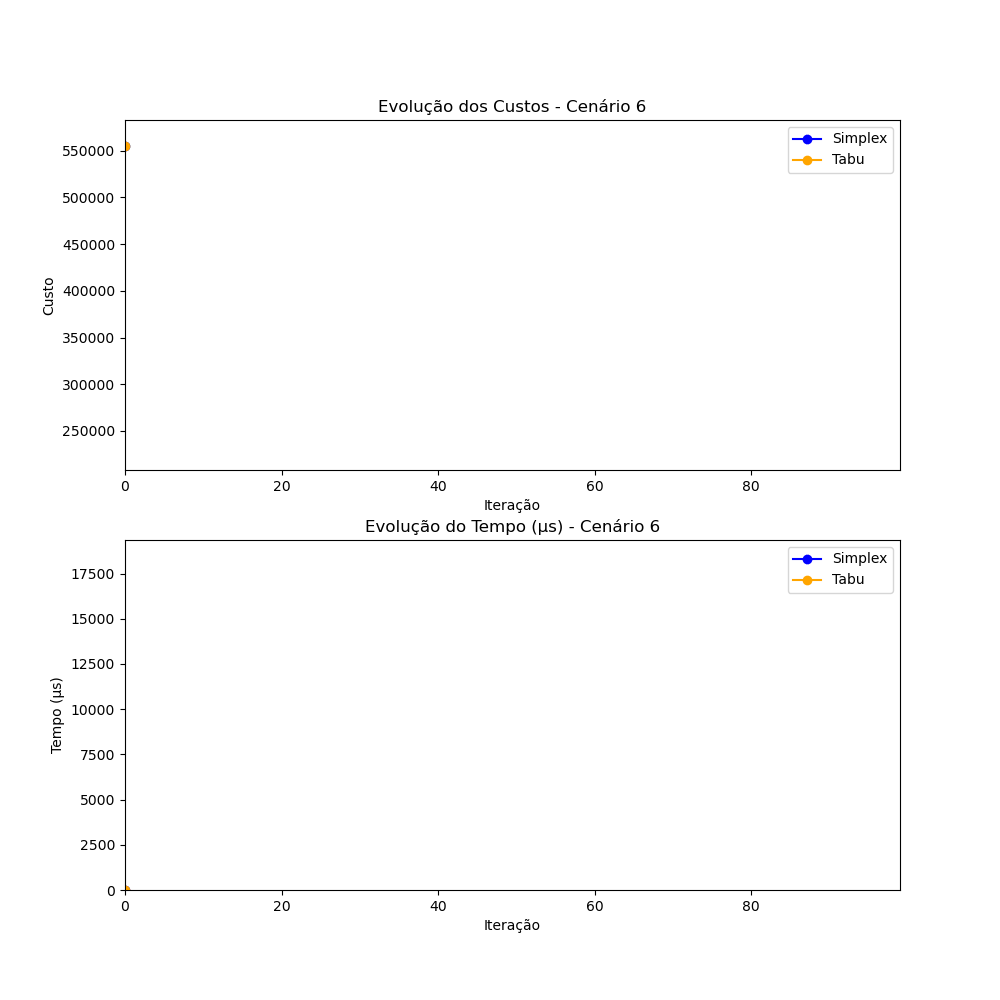 Evolução dos Custos - Cenário 6
Simplex
Tabu
550000
500000
450000
400000
350000
300000
250000
Custo
0 20 40 60 80
Iteração
Evolução do Tempo (µs) - Cenário 6
Simplex
Tabu
17500
15000
12500
10000
7500
5000
2500
0
Tempo (µs)
0 20 40 60 80
Iteração